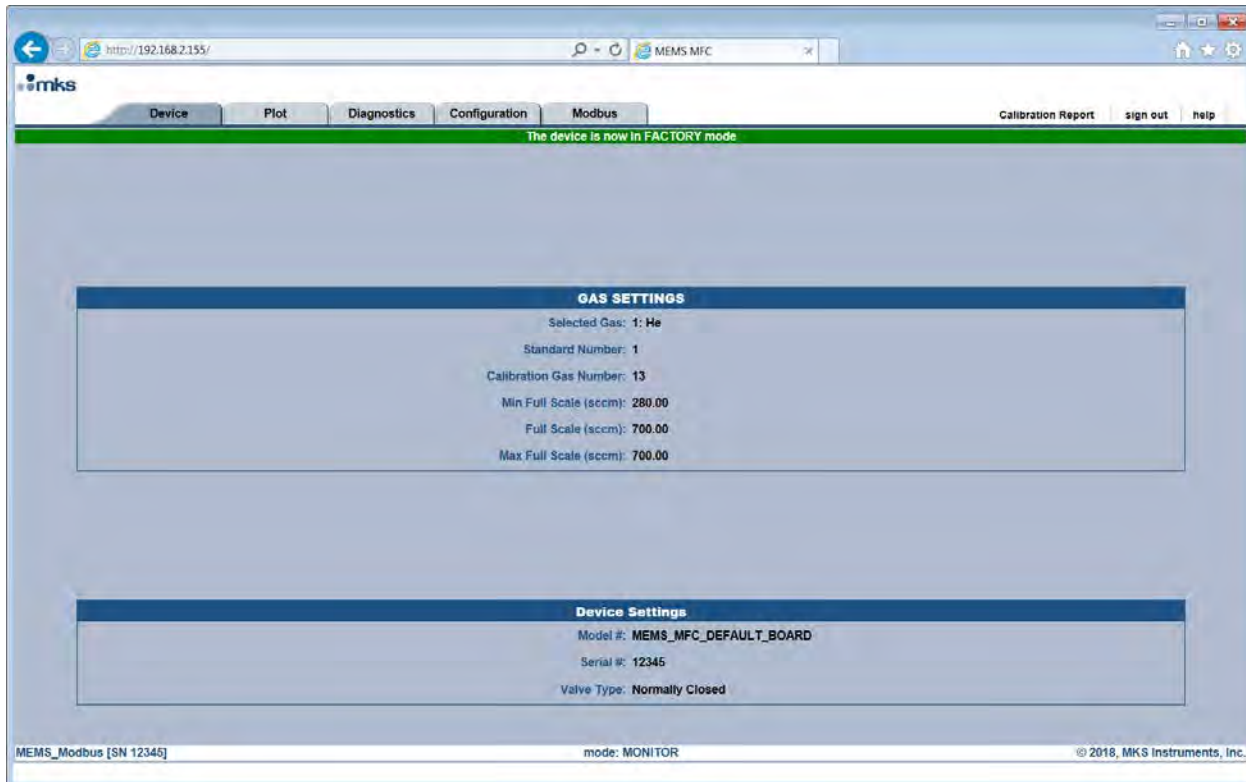 http://192.168.2.155/
MEMS MFC
mks
Device Plot Diagnostics Configuration Modbus Calibration Report sign out help
The device is now in FACTORY mode
GAS SETTINGS
Selected Gas: 1: He
Standard Number: 1
Calibration Gas Number: 13
Min Full Scale (sccm): 280.00
Full Scale (sccm): 700.00
Max Full Scale (sccm): 700.00
Device Settings
Model #: MEMS_MFC_DEFAULT_BOARD
Serial #: 12345
Valve Type: Normally Closed
MEMS_Modbus [SN 12345] mode: MONITOR © 2018, MKS Instruments, Inc.